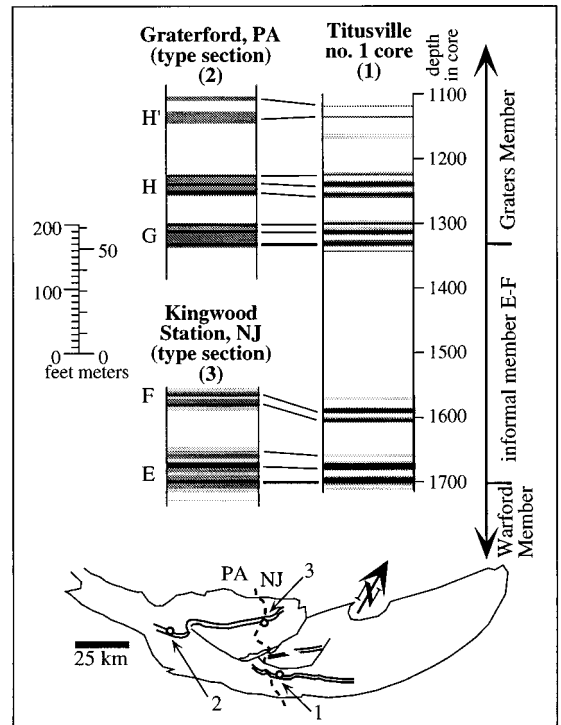 Graterford, PA
(type section)
(2)
Titusville
no. 1 core
(1)
depth
in core
H'
H
G
1100
1200
1300
1400
1500
1600
1700
200
100
0
50
0
feet meters
Kingwood
Station, NJ
(type section)
(3)
F
E
Graters Member
informal member E-F
Warford
Member
PA
NJ
3
N
25 km
2
1